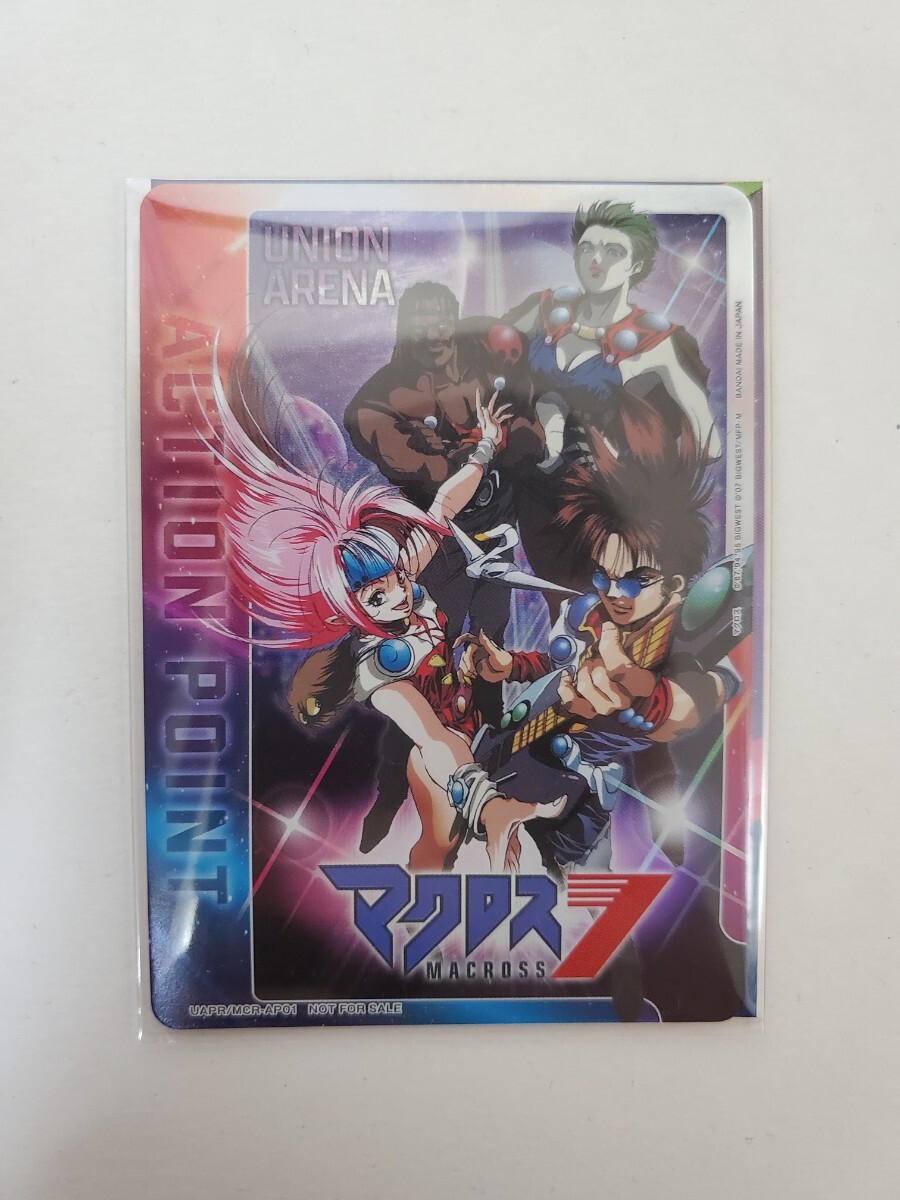 UNION
ARENA
ACTION POINT
マクロス7
MACROSS
UAPR/MCR-AP01 NOT FOR SALE
BANDAI MADE IN JAPAN